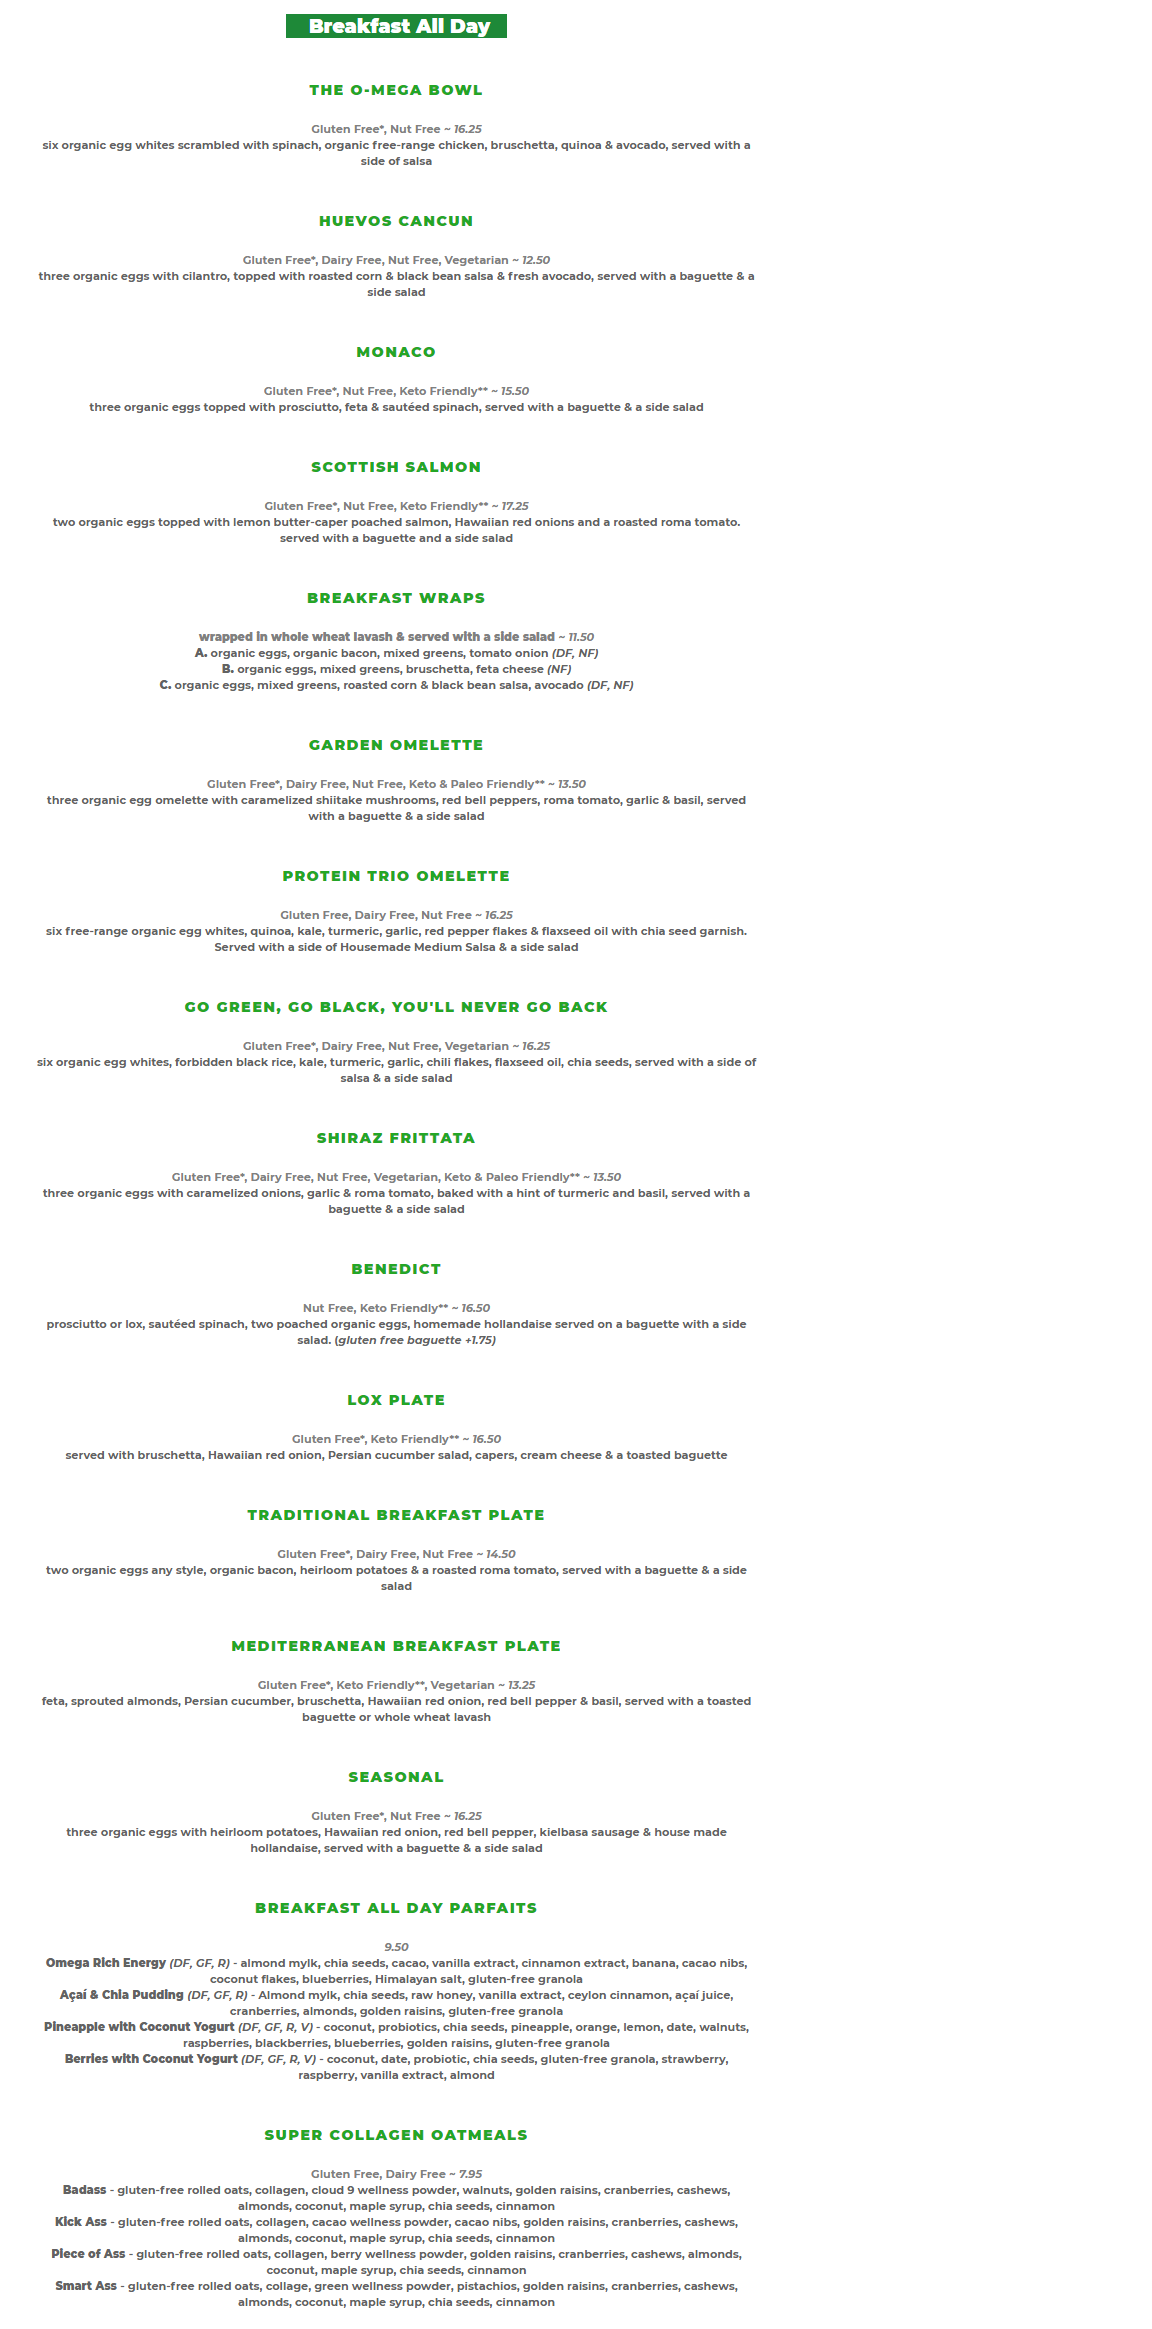 Breakfast All Day
THE O-MEGA BOWL
Gluten Free*, Nut Free ~ 16.25
six organic egg whites scrambled with spinach, organic free-range chicken, bruschetta, quinoa & avocado, served with a
side of salsa
HUEVOS CANCUN
Gluten Free*, Dairy Free, Nut Free, Vegetarian ~ 12.50
three organic eggs with cilantro, topped with roasted corn & black bean salsa & fresh avocado, served with a baguette & a
side salad
MONACO
Gluten Free*, Nut Free, Keto Friendly** ~ 15.50
three organic eggs topped with prosciutto, feta & sautéed spinach, served with a baguette & a side salad
SCOTTISH SALMON
Gluten Free*, Nut Free, Keto Friendly** ~ 17.25
two organic eggs topped with lemon butter-caper poached salmon, Hawaiian red onions and a roasted roma tomato.
served with a baguette and a side salad
BREAKFAST WRAPS
wrapped in whole wheat lavash & served with a side salad ~ 11.50
A. organic eggs, organic bacon, mixed greens, tomato onion (DF, NF)
B. organic eggs, mixed greens, bruschetta, feta cheese (NF)
C. organic eggs, mixed greens, roasted corn & black bean salsa, avocado (DF, NF)
GARDEN OMELETTE
Gluten Free*, Dairy Free, Nut Free, Keto & Paleo Friendly** ~ 13.50
three organic egg omelette with caramelized shiitake mushrooms, red bell peppers, roma tomato, garlic & basil, served
with a baguette & a side salad
PROTEIN TRIO OMELETTE
Gluten Free, Dairy Free, Nut Free ~ 16.25
six free-range organic egg whites, quinoa, kale, turmeric, garlic, red pepper flakes & flaxseed oil with chia seed garnish.
Served with a side of Housemade Medium Salsa & a side salad
GO GREEN, GO BLACK, YOU'LL NEVER GO BACK
Gluten Free*, Dairy Free, Nut Free, Vegetarian ~ 16.25
six organic egg whites, forbidden black rice, kale, turmeric, garlic, chili flakes, flaxseed oil, chia seeds, served with a side of
salsa & a side salad
SHIRAZ FRITTATA
Gluten Free*, Dairy Free, Nut Free, Vegetarian, Keto & Paleo Friendly** ~ 13.50
three organic eggs with caramelized onions, garlic & roma tomato, baked with a hint of turmeric and basil, served with a
baguette & a side salad
BENEDICT
Nut Free, Keto Friendly** ~ 16.50
prosciutto or lox, sautéed spinach, two poached organic eggs, homemade hollandaise served on a baguette with a side
salad. (gluten free baguette +1.75)
LOX PLATE
Gluten Free*, Keto Friendly** ~ 16.50
served with bruschetta, Hawaiian red onion, Persian cucumber salad, capers, cream cheese & a toasted baguette
TRADITIONAL BREAKFAST PLATE
Gluten Free*, Dairy Free, Nut Free ~ 14.50
two organic eggs any style, organic bacon, heirloom potatoes & a roasted roma tomato, served with a baguette & a side
salad
MEDITERRANEAN BREAKFAST PLATE
Gluten Free*, Keto Friendly**, Vegetarian ~ 13.25
feta, sprouted almonds, Persian cucumber, bruschetta, Hawaiian red onion, red bell pepper & basil, served with a toasted
baguette or whole wheat lavash
SEASONAL
Gluten Free*, Nut Free ~ 16.25
three organic eggs with heirloom potatoes, Hawaiian red onion, red bell pepper, kielbasa sausage & house made
hollandaise, served with a baguette & a side salad
BREAKFAST ALL DAY PARFAITS
9.50
Omega Rich Energy (DF, GF, R) - almond mylk, chia seeds, cacao, vanilla extract, cinnamon extract, banana, cacao nibs,
coconut flakes, blueberries, Himalayan salt, gluten-free granola
Açaí & Chia Pudding (DF, GF, R) - Almond mylk, chia seeds, raw honey, vanilla extract, ceylon cinnamon, açaí juice,
cranberries, almonds, golden raisins, gluten-free granola
Pineapple with Coconut Yogurt (DF, GF, R, V) - coconut, probiotics, chia seeds, pineapple, orange, lemon, date, walnuts,
raspberries, blackberries, blueberries, golden raisins, gluten-free granola
Berries with Coconut Yogurt (DF, GF, R, V) - coconut, date, probiotic, chia seeds, gluten-free granola, strawberry,
raspberry, vanilla extract, almond
SUPER COLLAGEN OATMEALS
Gluten Free, Dairy Free ~ 7.95
Badass - gluten-free rolled oats, collagen, cloud 9 wellness powder, walnuts, golden raisins, cranberries, cashews,
almonds, coconut, maple syrup, chia seeds, cinnamon
Kick Ass - gluten-free rolled oats, collagen, cacao wellness powder, cacao nibs, golden raisins, cranberries, cashews,
almonds, coconut, maple syrup, chia seeds, cinnamon
Piece of Ass - gluten-free rolled oats, collagen, berry wellness powder, golden raisins, cranberries, cashews, almonds,
coconut, maple syrup, chia seeds, cinnamon
Smart Ass - gluten-free rolled oats, collage, green wellness powder, pistachios, golden raisins, cranberries, cashews,
almonds, coconut, maple syrup, chia seeds, cinnamon